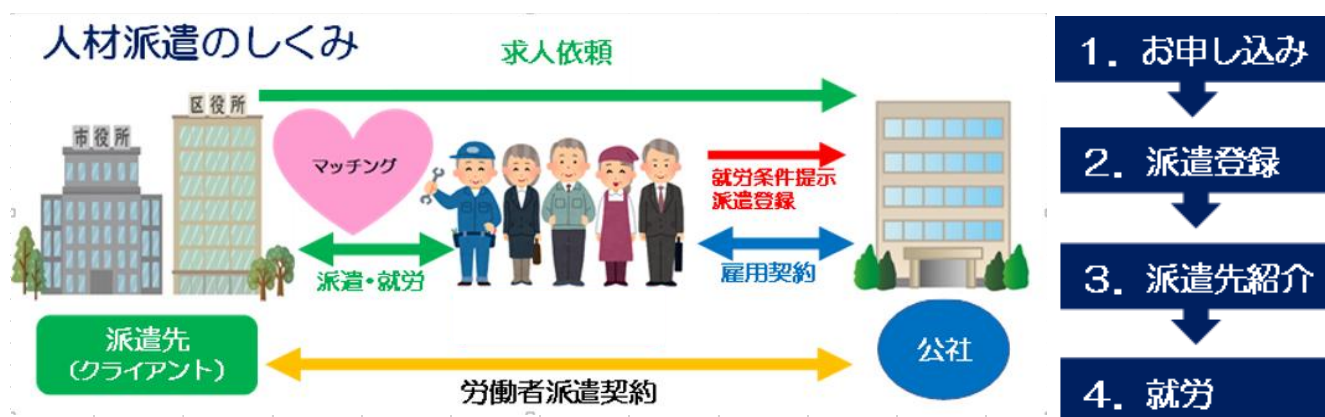 人材派遣のしくみ
求人依頼
区役所
市役所
マッチング
就労条件提示
派遣登録
派遣・就労
雇用契約
派遣先
(クライアント)
公社
労働者派遣契約
1. お申し込み
2. 派遣登録
3. 派遣先紹介
4. 就労